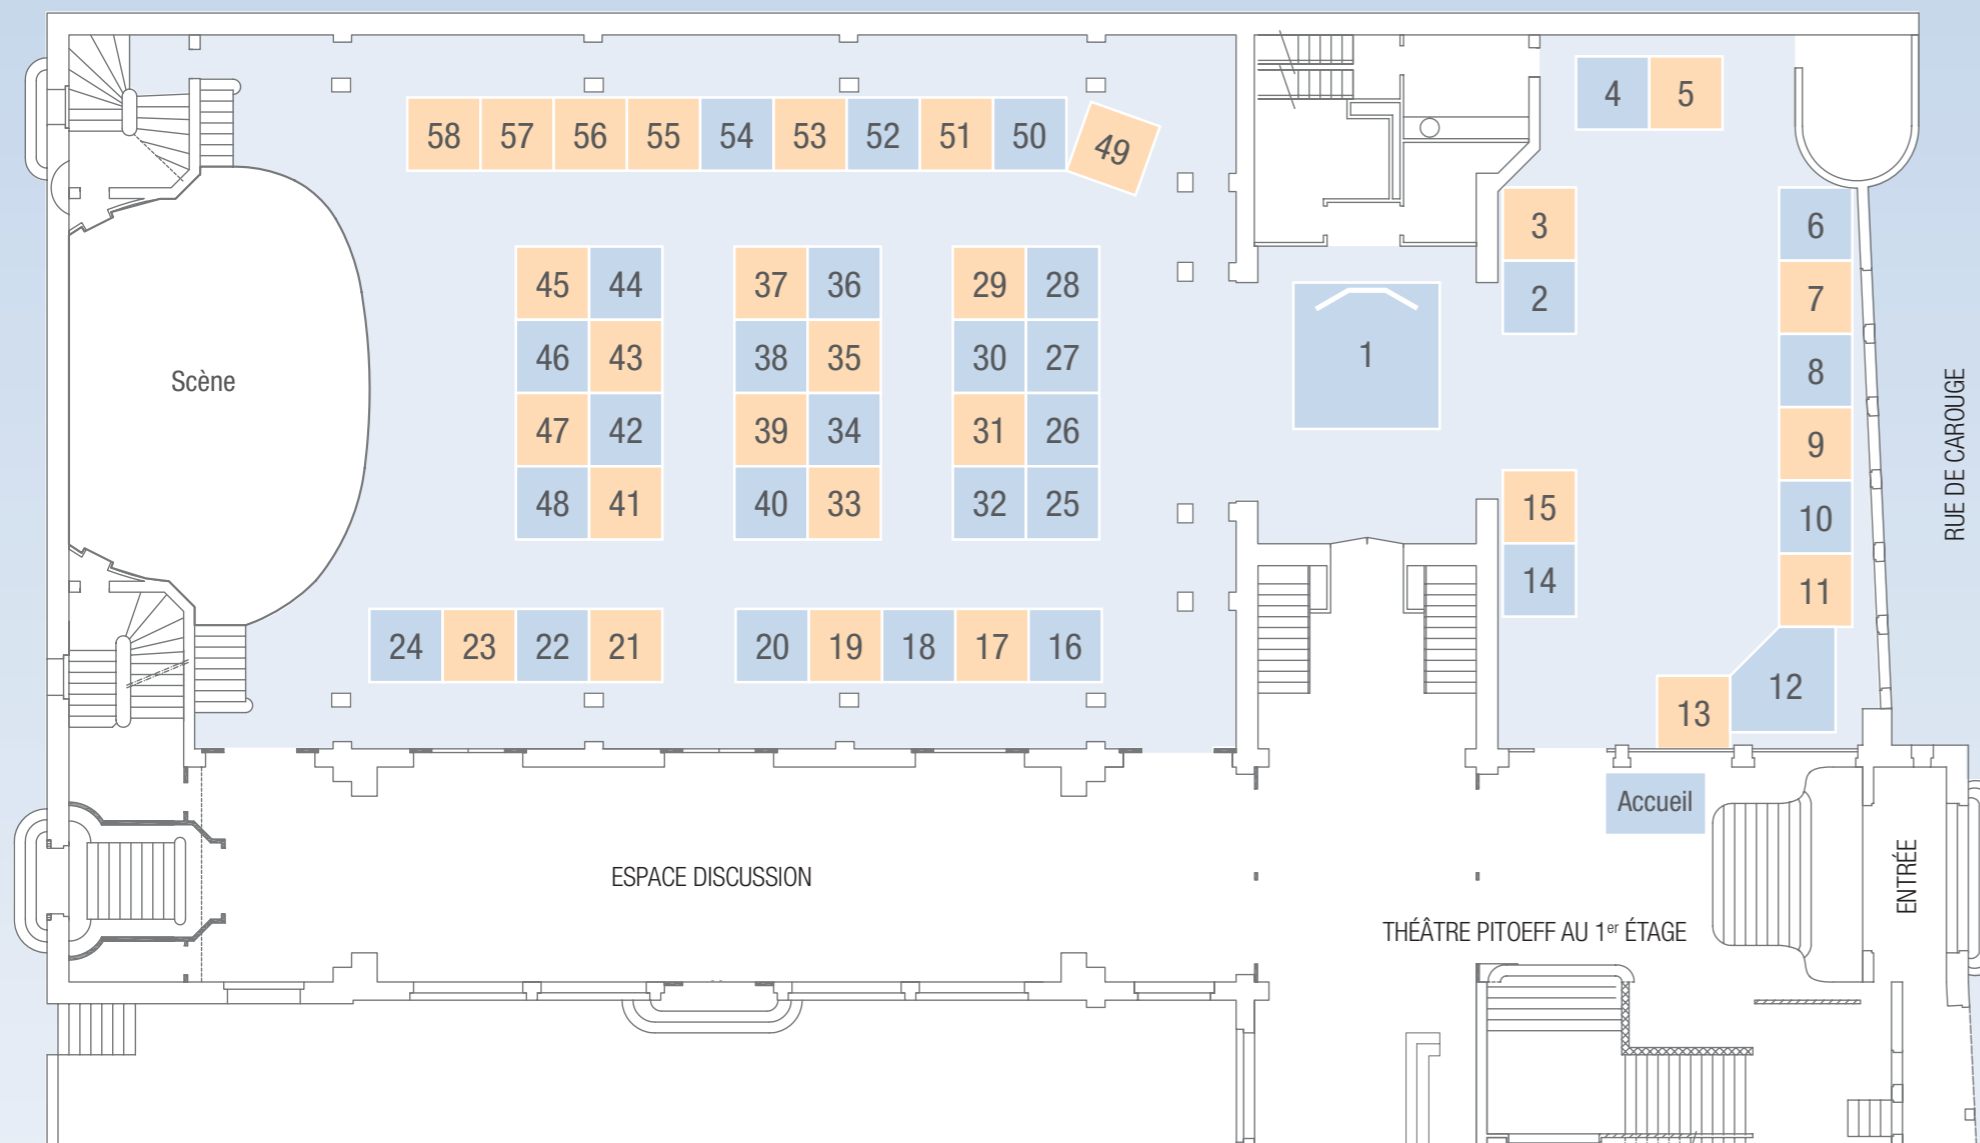 4 5
58 57 56 55 54 53 52 51 50 49
3 6
45 44 37 36 29 28 2 7
46 43 38 35 30 27 1 8
Scène
47 42 39 34 31 26 9
48 41 40 33 32 25 15 10
14 11
24 23 22 21 20 19 18 17 16
13 12
RUE DE CAROUGE
Accueil
ESPACE DISCUSSION
ENTRÉE
THÉÂTRE PITOEFF AU 1er ÉTAGE